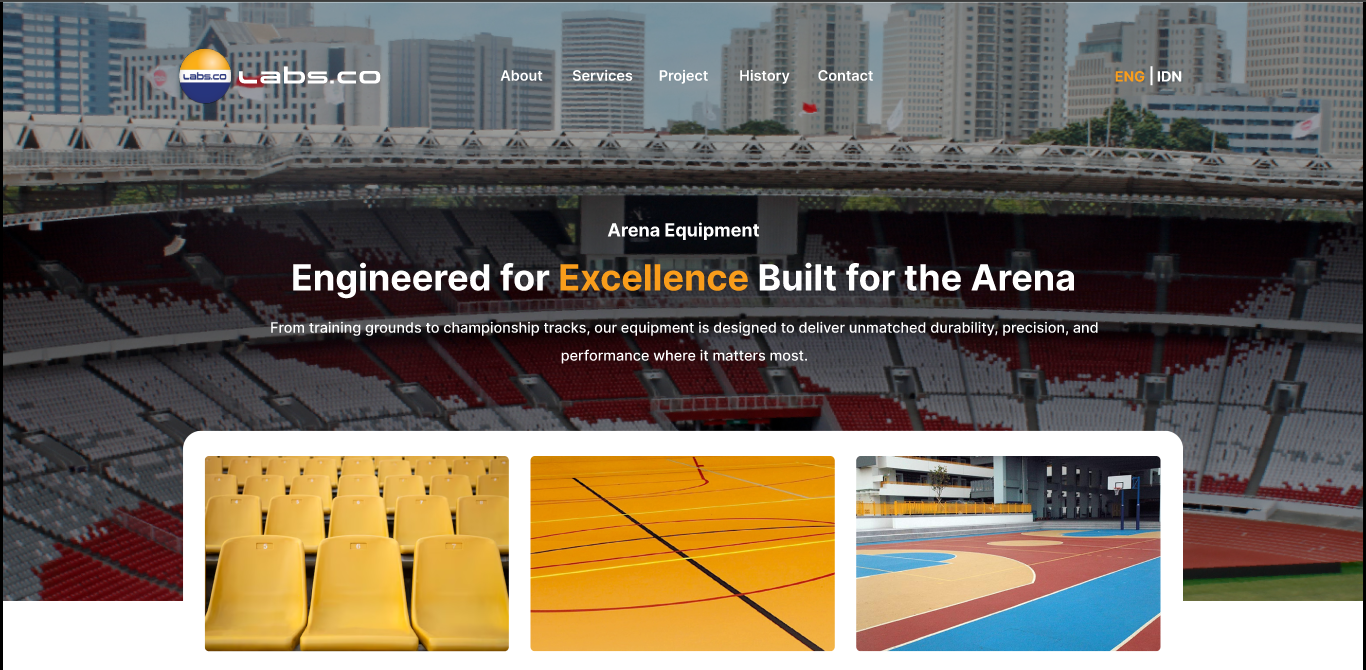 Labs.co
Labs.co
About
Services
Project
History
Contact
ENG | IDN
Arena Equipment
Engineered for Excellence Built for the Arena
From training grounds to championship tracks, our equipment is designed to deliver unmatched durability, precision, and
performance where it matters most.